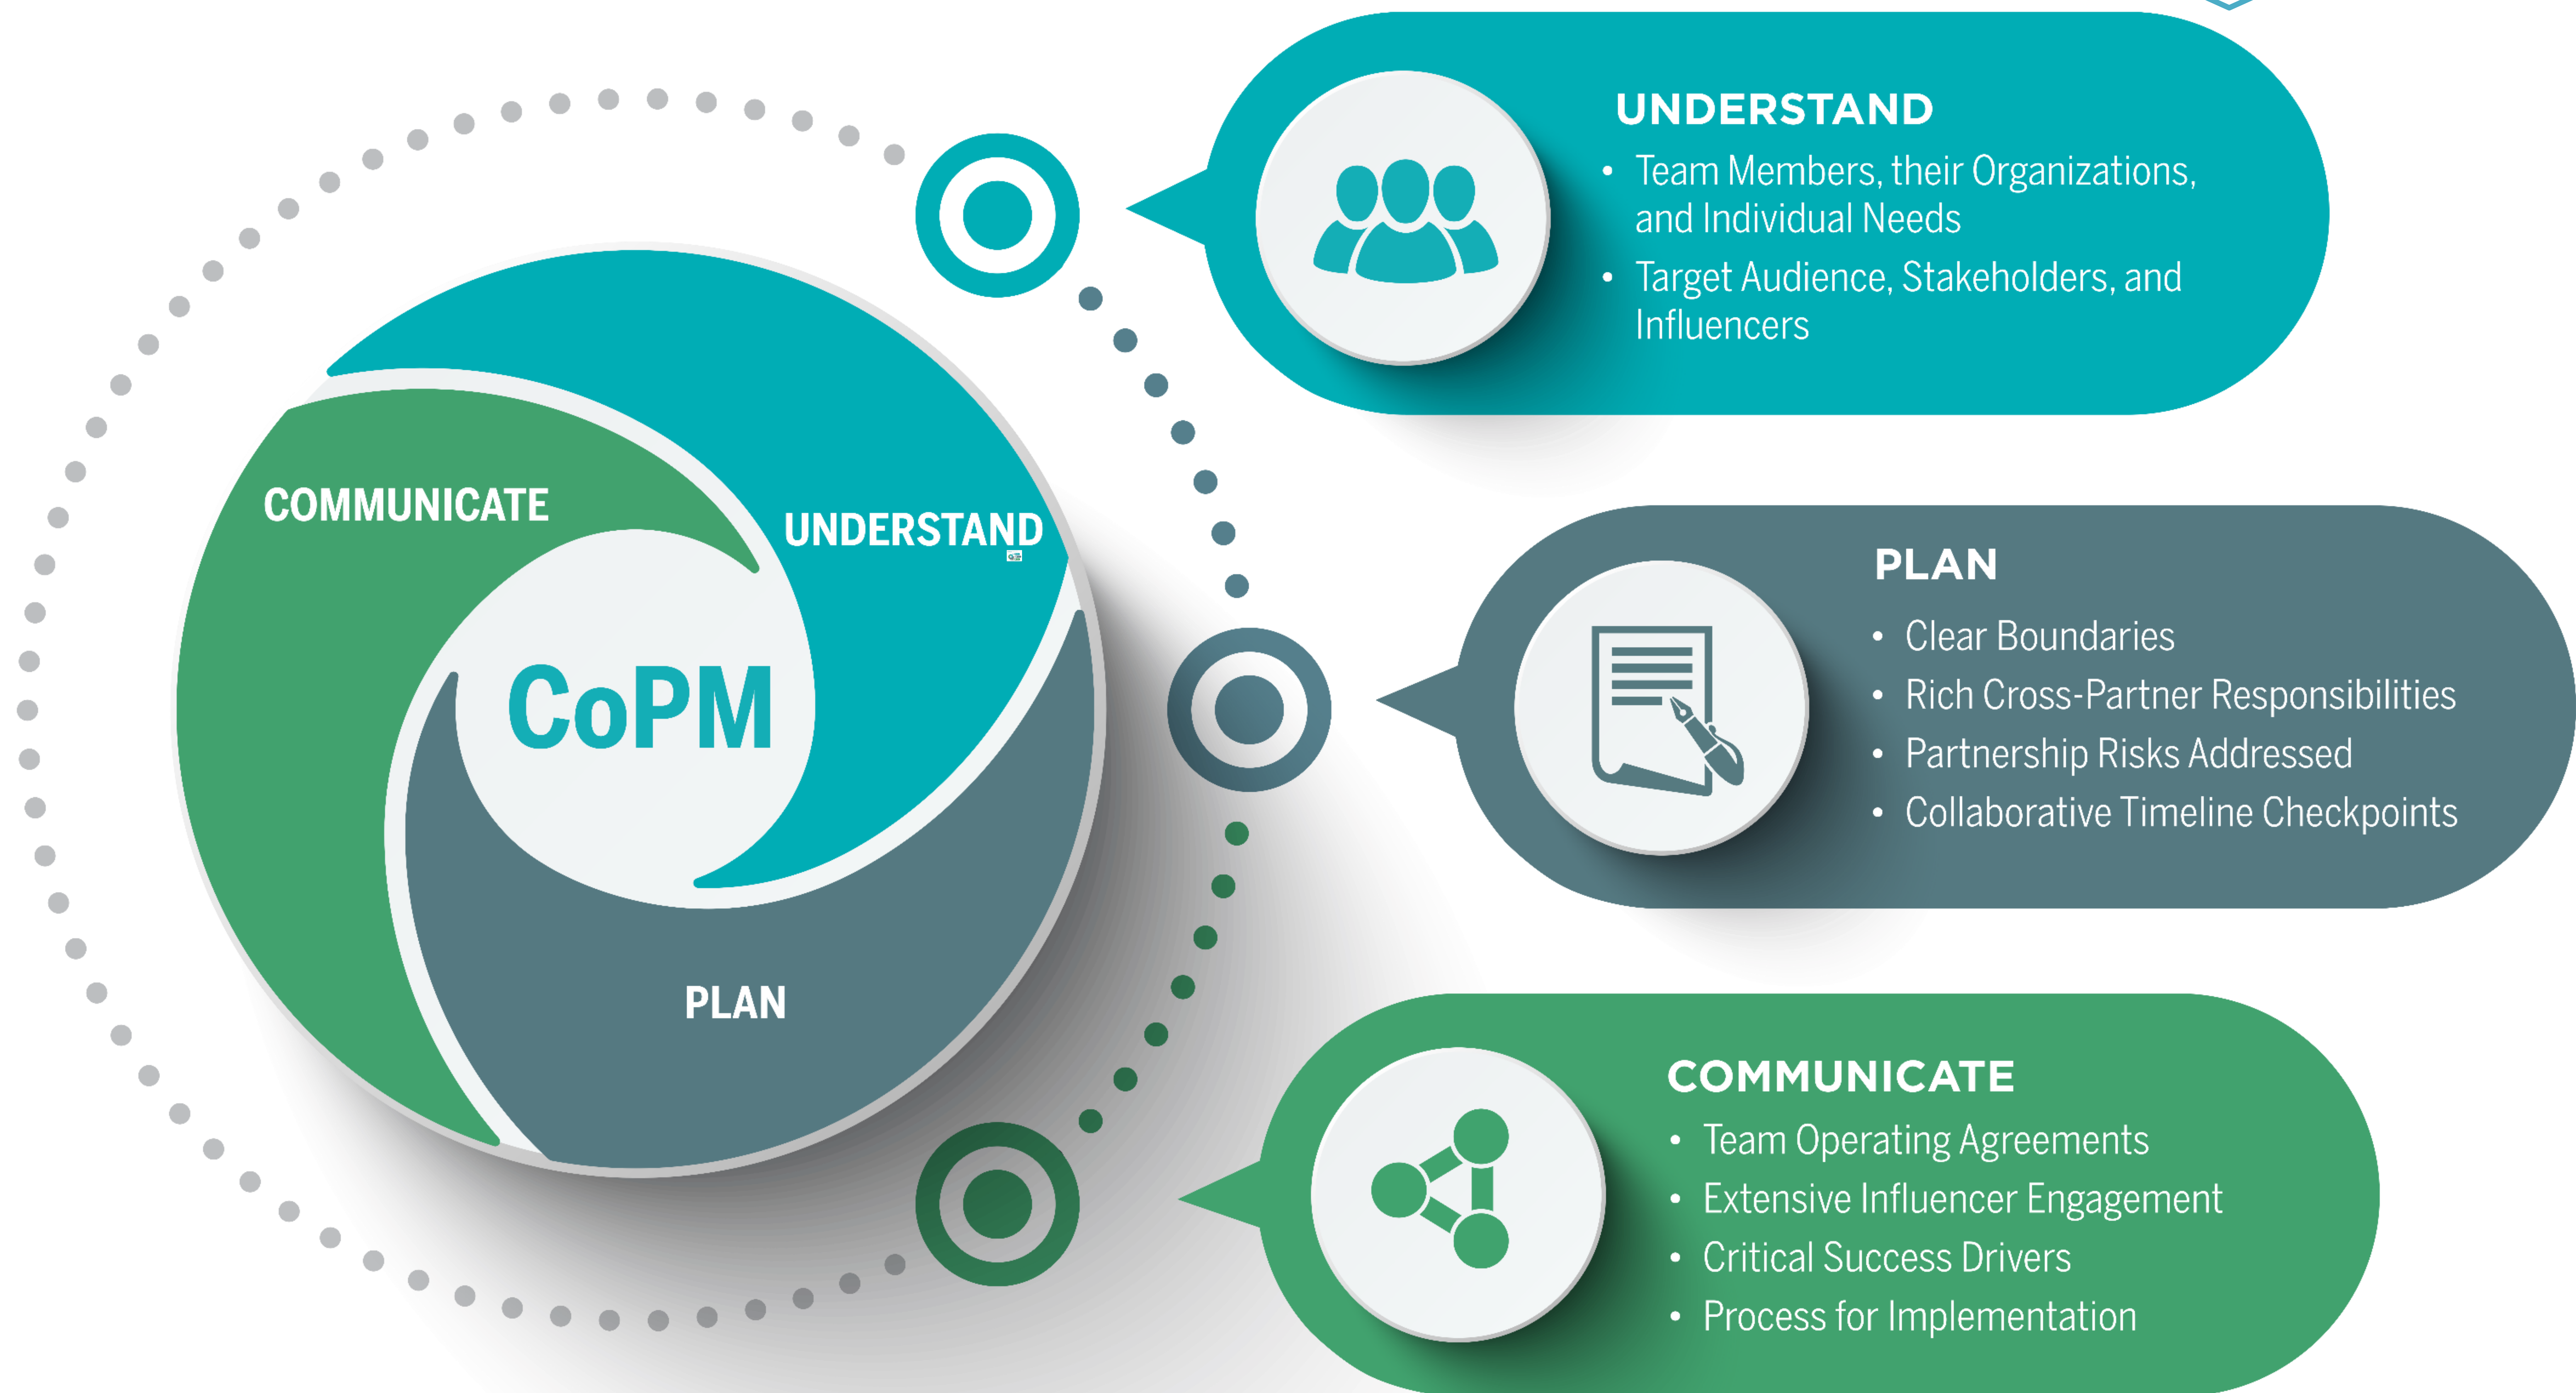 COMMUNICATE
UNDERSTAND
CoPM
PLAN
UNDERSTAND
• Team Members, their Organizations,
and Individual Needs
• Target Audience, Stakeholders, and
Influencers
PLAN
• Clear Boundaries
• Rich Cross-Partner Responsibilities
• Partnership Risks Addressed
• Collaborative Timeline Checkpoints
COMMUNICATE
• Team Operating Agreements
• Extensive Influencer Engagement
• Critical Success Drivers
• Process for Implementation